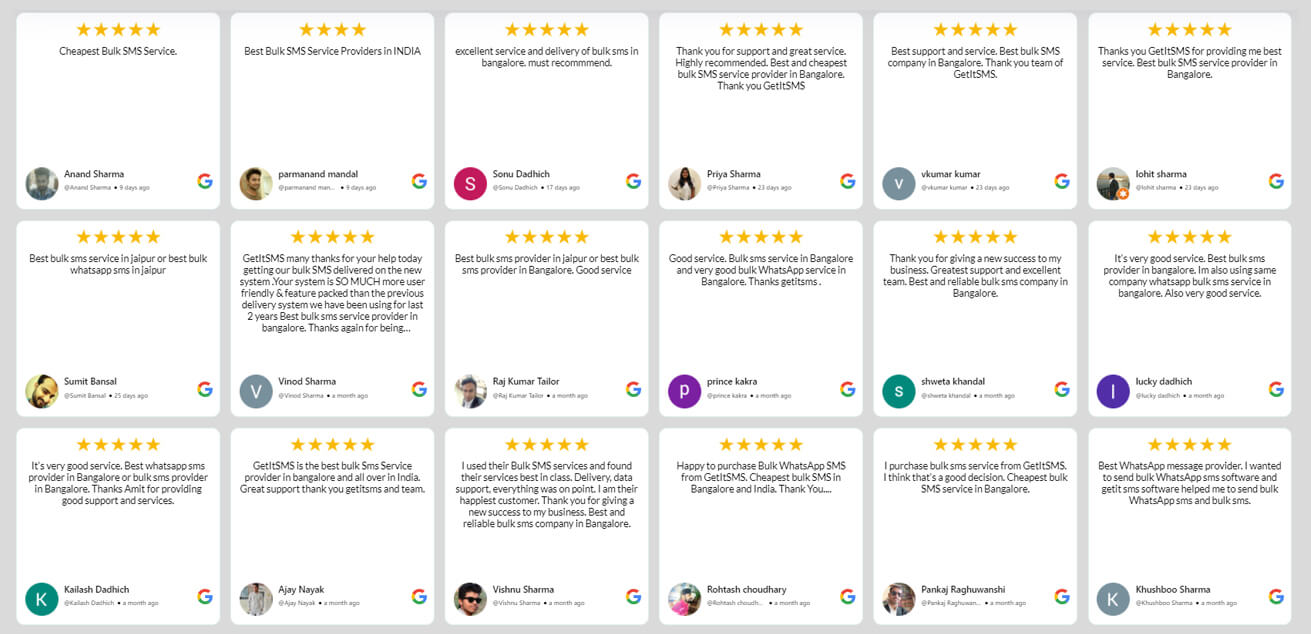 Cheapest Bulk SMS Service.
Anand Sharma
@Anand Sharma • 9 days ago
Best Bulk SMS Service Providers in INDIA
parmanand mandal
@parmanand man... • 9 days ago
excellent service and delivery of bulk sms in
bangalore. must recommmend.
S
Sonu Dadhich
@Sonu Dadhich • 17 days ago
Thank you for support and great service.
Highly recommended. Best and cheapest
bulk SMS service provider in Bangalore.
Thank you GetItSMS
Priya Sharma
@Priya Sharma • 23 days ago
Best support and service. Best bulk SMS
company in Bangalore. Thank you team of
GetItSMS.
v
vkumar kumar
@vkumar kumar • 23 days ago
Thanks you GetItSMS for providing me best
service. Best bulk SMS service provider in
Bangalore.
lohit sharma
@lohit sharma • 23 days ago
Best bulk sms service in jaipur or best bulk
whatsapp sms in jaipur
Sumit Bansal
@Sumit Bansal • 25 days ago
GetItSMS many thanks for your help today
getting our bulk SMS delivered on the new
system .Your system is SO MUCH more user
friendly & feature packed than the previous
delivery system we have been using for last
2 years Best bulk sms service provider in
bangalore. Thanks again for being...
V
Vinod Sharma
@Vinod Sharma • a month ago
Best bulk sms provider in jaipur or best bulk
sms provider in Bangalore. Good service
Raj Kumar Tailor
@Raj Kumar Tailor • a month ago
Good service. Bulk sms service in Bangalore
and very good bulk WhatsApp service in
Bangalore. Thanks getitsms .
p
prince kakra
@prince kakra • a month ago
Thank you for giving a new success to my
business. Greatest support and excellent
team. Best and reliable bulk sms company in
Bangalore.
s
shweta khandal
@shweta khandal • a month ago
It's very good service. Best bulk sms
provider in bangalore. Im also using same
company whatsapp bulk sms service in
bangalore. Also very good service.
l
lucky dadhich
@lucky dadhich • a month ago
It's very good service. Best whatsapp sms
provider in Bangalore or bulk sms provider
in Bangalore. Thanks Amit for providing
good support and services.
K
Kailash Dadhich
@Kailash Dadhich • a month ago
GetItSMS is the best bulk Sms Service
provider in bangalore and all over in India.
Great support thank you getitsms and team.
Ajay Nayak
@Ajay Nayak • a month ago
I used their Bulk SMS services and found
their services best in class. Delivery, data
support, everything was on point. I am their
happiest customer. Thank you for giving a
new success to my business. Best and
reliable bulk sms company in Bangalore.
Vishnu Sharma
@Vishnu Sharma • a month ago
Happy to purchase Bulk WhatsApp SMS
from GetItSMS. Cheapest bulk SMS in
Bangalore and India. Thank You....
Rohtash choudhary
@Rohtash choudh... • a month ago
I purchase bulk sms service from GetItSMS.
I think that's a good decision. Cheapest bulk
SMS service in Bangalore.
Pankaj Raghuwanshi
@Pankaj Raghuwan... • a month ago
Best WhatsApp message provider. I wanted
to send bulk WhatsApp sms software and
getit sms software helped me to send bulk
WhatsApp sms and bulk sms.
K
Khushboo Sharma
@Khushboo Sharma • a month ago